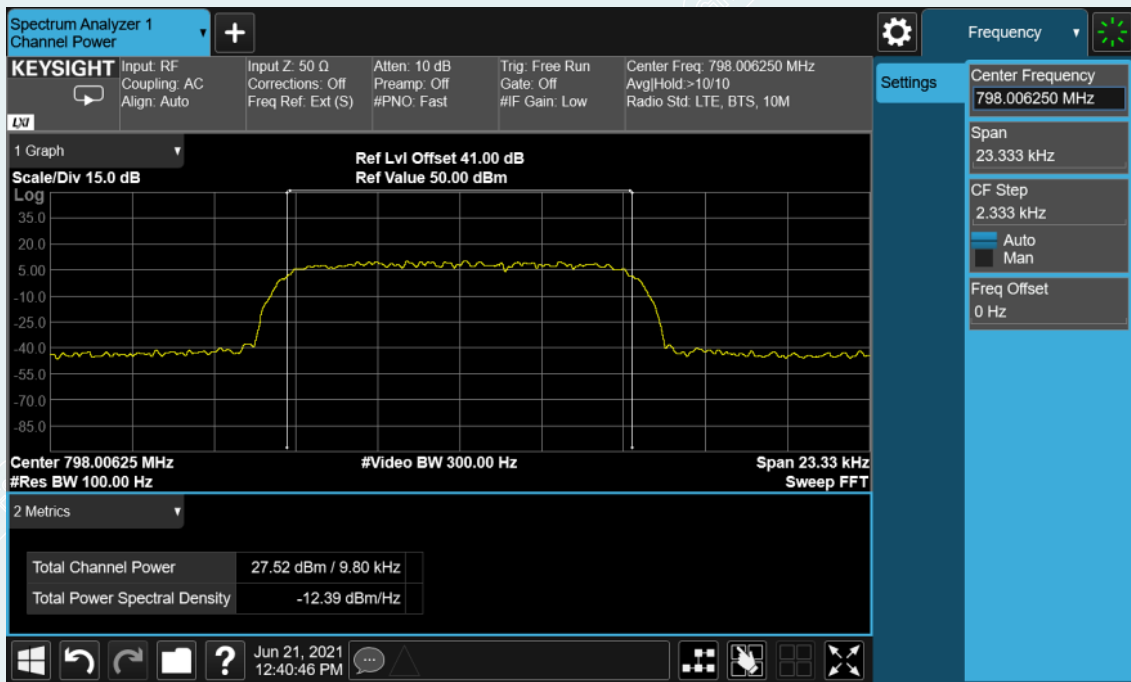 Spectrum Analyzer 1
Channel Power
+
Frequency
KEYSIGHT
LXI
Input: RF
Coupling: AC
Align: Auto
Input Z: 50 Ω
Corrections: Off
Freq Ref: Ext (S)
Atten: 10 dB
Preamp: Off
#PNO: Fast
Trig: Free Run
Gate: Off
#IF Gain: Low
Center Freq: 798.006250 MHz
Avg|Hold:>10/10
Radio Std: LTE, BTS, 10M
Settings
Center Frequency
798.006250 MHz
Span
23.333 kHz
CF Step
2.333 kHz
Auto
Man
Freq Offset
0 Hz
1 Graph
Scale/Div 15.0 dB
Ref Lvl Offset 41.00 dB
Ref Value 50.00 dBm
Log
35.0
20.0
5.00
-10.0
-25.0
-40.0
-55.0
-70.0
-85.0
Center 798.00625 MHz
#Video BW 300.00 Hz
Span 23.33 kHz
#Res BW 100.00 Hz
Sweep FFT
2 Metrics
Total Channel Power 27.52 dBm / 9.80 kHz
Total Power Spectral Density -12.39 dBm/Hz
?
Jun 21, 2021
12:40:46 PM